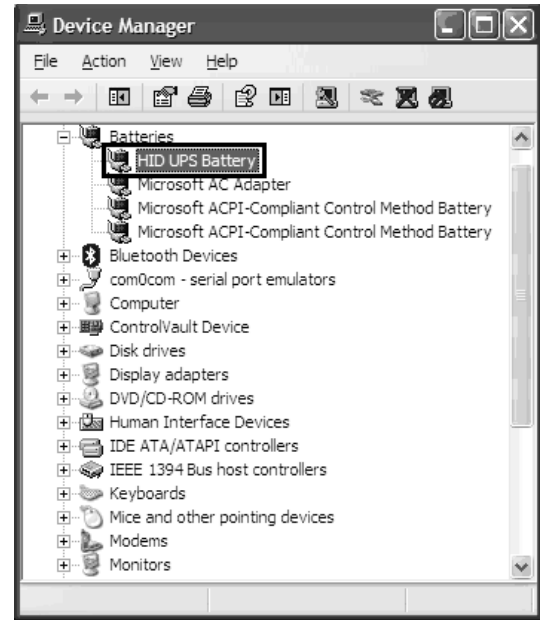 Device Manager
File Action View Help
Batteries
HID UPS Battery
Microsoft AC Adapter
Microsoft ACPI-Compliant Control Method Battery
Microsoft ACPI-Compliant Control Method Battery
Bluetooth Devices
com0com - serial port emulators
Computer
ControlVault Device
Disk drives
Display adapters
DVD/CD-ROM drives
Human Interface Devices
IDE ATA/ATAPI controllers
IEEE 1394 Bus host controllers
Keyboards
Mice and other pointing devices
Modems
Monitors